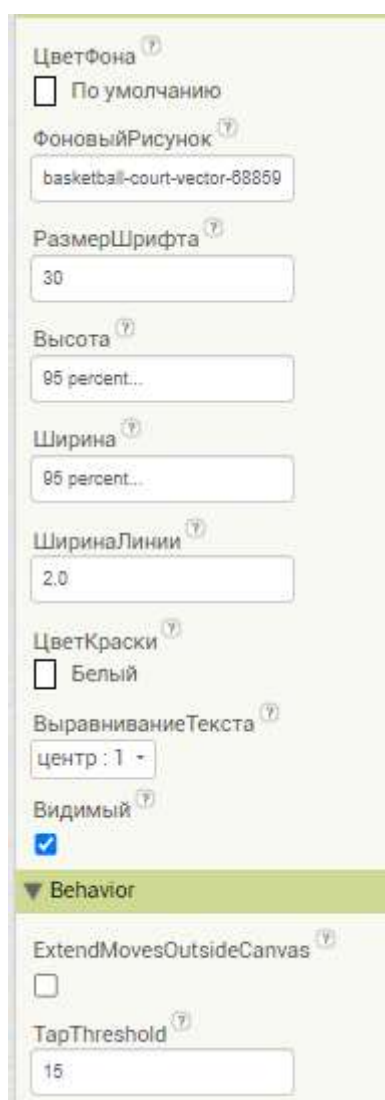 ЦветФона ?
По умолчанию
ФоновыйРисунок ?
basketball-court-vector-68859
РазмерШрифта ?
30
Высота ?
95 percent...
Ширина ?
95 percent...
ШиринаЛинии ?
2.0
ЦветКраски ?
Белый
ВыравниваниеТекста ?
центр : 1
Видимый ?
Behavior
ExtendMovesOutsideCanvas ?
TapThreshold ?
15